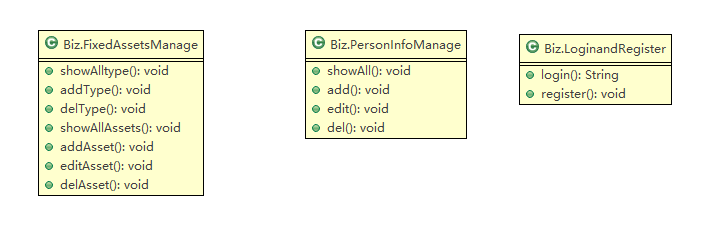 C Biz.FixedAssetsManage
showAlltype(): void
addType(): void
delType(): void
showAllAssets(): void
addAsset(): void
editAsset(): void
delAsset(): void
C Biz.PersonInfoManage
showAll(): void
add(): void
edit(): void
del(): void
C Biz.LoginandRegister
login(): String
register(): void